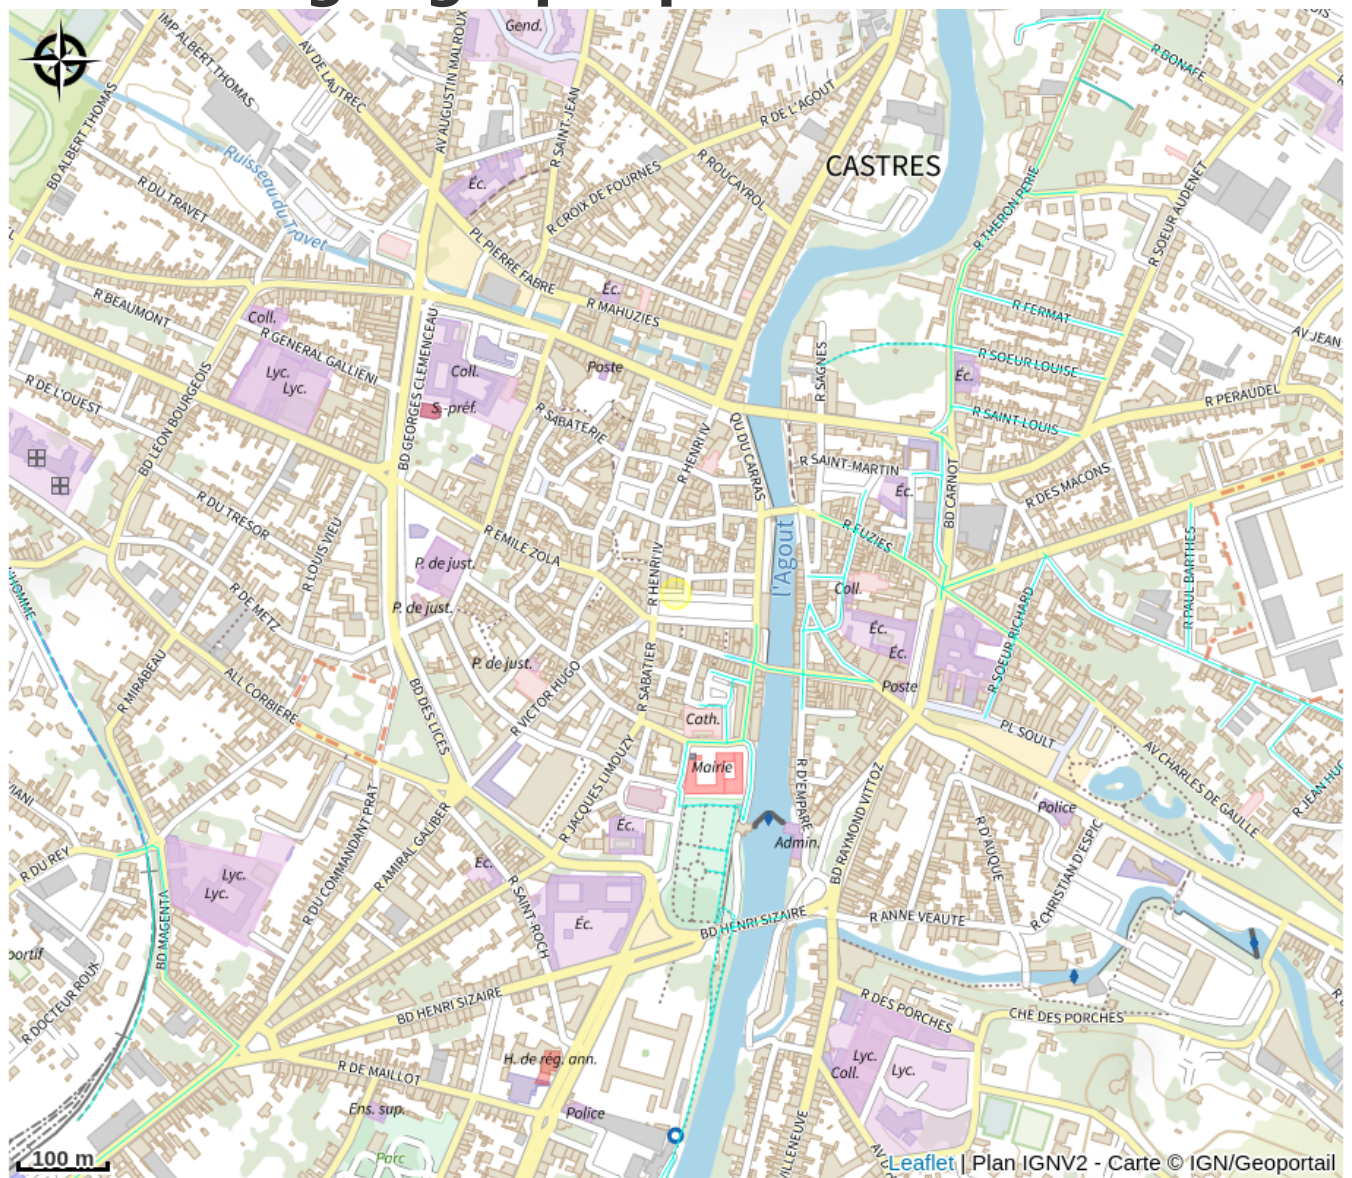 Gend.
IMP ALBERT THOMAS
AV DE LAUTREC
AV AUGUSTIN MALROUX
R BONAFE
BD ALBERT THOMAS
R SAINT-JEAN
R DE L'AGOUT
CASTRES
Ruisseau du Travet
Éc.
R ROUCAYROL
R DU TRAVET
R CROIX DE FOURNES
R THERON PERIE
R SOEUR AUDENET
PL PIERRE FABRE
R BEAUMONT
Éc.
R MAHUZIES
R FERMAT
Coll.
R GENERAL GALLIENI
AV JEAN
BD GEORGES CLEMENCEAU
R SAGNES
R SOEUR LOUISE
Lyc.
Lyc.
Coll.
Poste
Éc.
R DE L'OUEST
BD LEON BOURGEOIS
S.-préf.
R SABATERIE
R HENRI IV
QU DU CARRAS
R SAINT-LOUIS
R PERAUDEL
R SAINT-MARTIN
Éc.
BD CARNOT
R DES MACONS
R DU TRESOR
R LOUIS VIEU
R EMILE ZOLA
R FUZIES
l'Agout
R PAUL BARTHES
P. de just.
R HENRI IV
Coll.
P. de just.
R DE METZ
Éc.
Éc.
R SOEUR RICHARD
P. de just.
R SABATIER
R VICTOR HUGO
Poste
R MIRABEAU
ALL CORBIERE
BD DES LICES
Cath.
PL SOULT
Mairie
R JACQUES LIMOUZY
R D'EMPARE
BD RAYMOND VITTOZ
AV CHARLES DE GAULLE
Police
R DU COMMANDANT PRAT
R AMIRAL GALIBER
Éc.
Admin.
R D'AUQUE
R CHRISTIAN D'ESPIC
R DU REY
Lyc.
Lyc.
Éc.
R SAINT-ROCH
Éc.
BD MAGENTA
BD HENRI SIZAIRE
R ANNE VEAUTE
R DOCTEUR ROUX
BD HENRI SIZAIRE
R DES PORCHES
CHE DES PORCHES
H. de rég. ann.
R DE MAILLOT
Lyc.
Coll.
Lyc.
Ens. sup.
Police
Parc
100 m
Leaflet | Plan IGNV2 - Carte © IGN/Geoportail